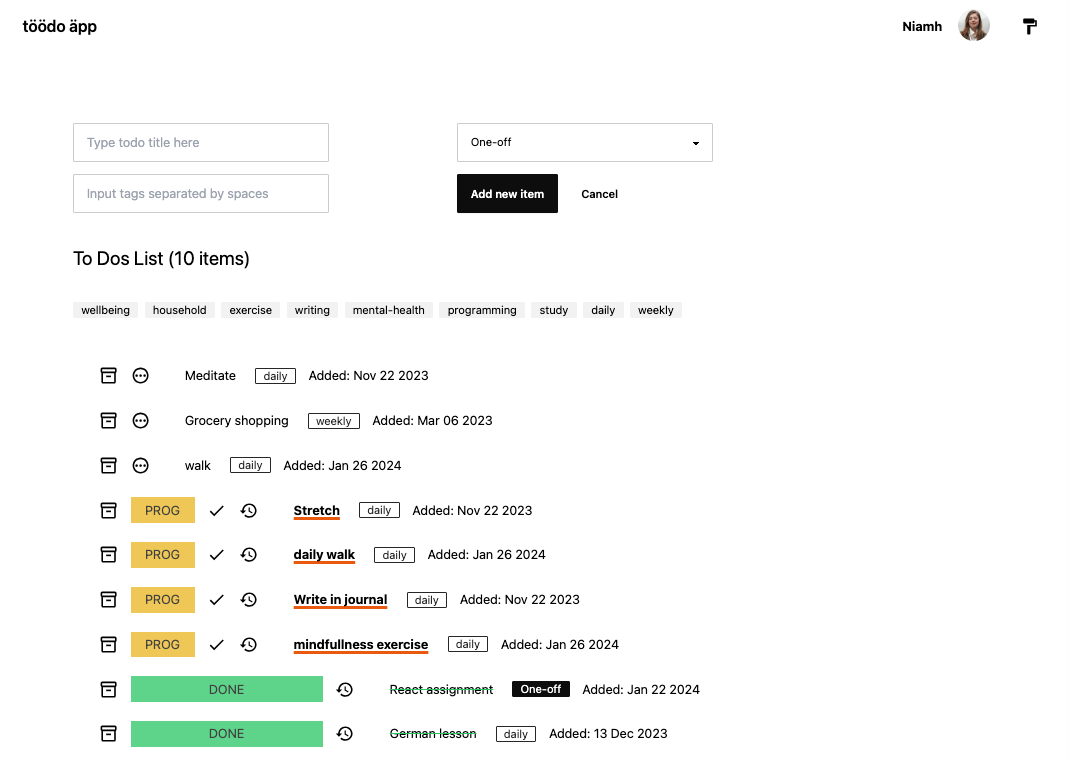 töödo äpp
Niamh
Type todo title here
One-off
Input tags separated by spaces
Add new item
Cancel
To Dos List (10 items)
wellbeing household exercise writing mental-health programming study daily weekly
Meditate daily Added: Nov 22 2023
Grocery shopping weekly Added: Mar 06 2023
walk daily Added: Jan 26 2024
PROG Stretch daily Added: Nov 22 2023
PROG daily walk daily Added: Jan 26 2024
PROG Write in journal daily Added: Nov 22 2023
PROG mindfullness exercise daily Added: Jan 26 2024
DONE React assignment One-off Added: Jan 22 2024
DONE German lesson daily Added: 13 Dec 2023